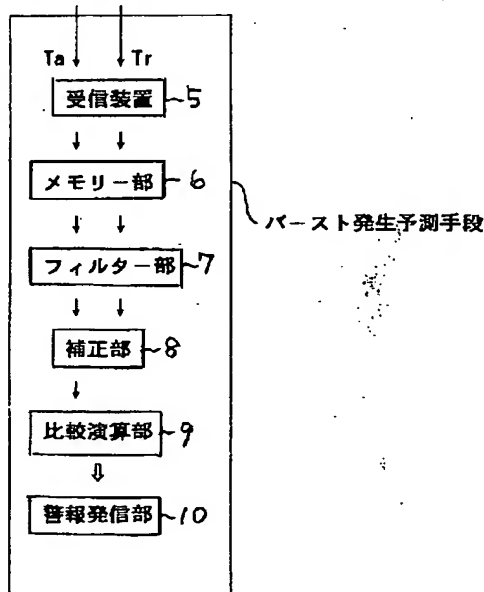 Ta Tr
受信装置 ~5
メモリー部 ~6
バースト発生予測手段
フィルター部 ~7
補正部 ~8
比較演算部 ~9
警報発信部 ~10